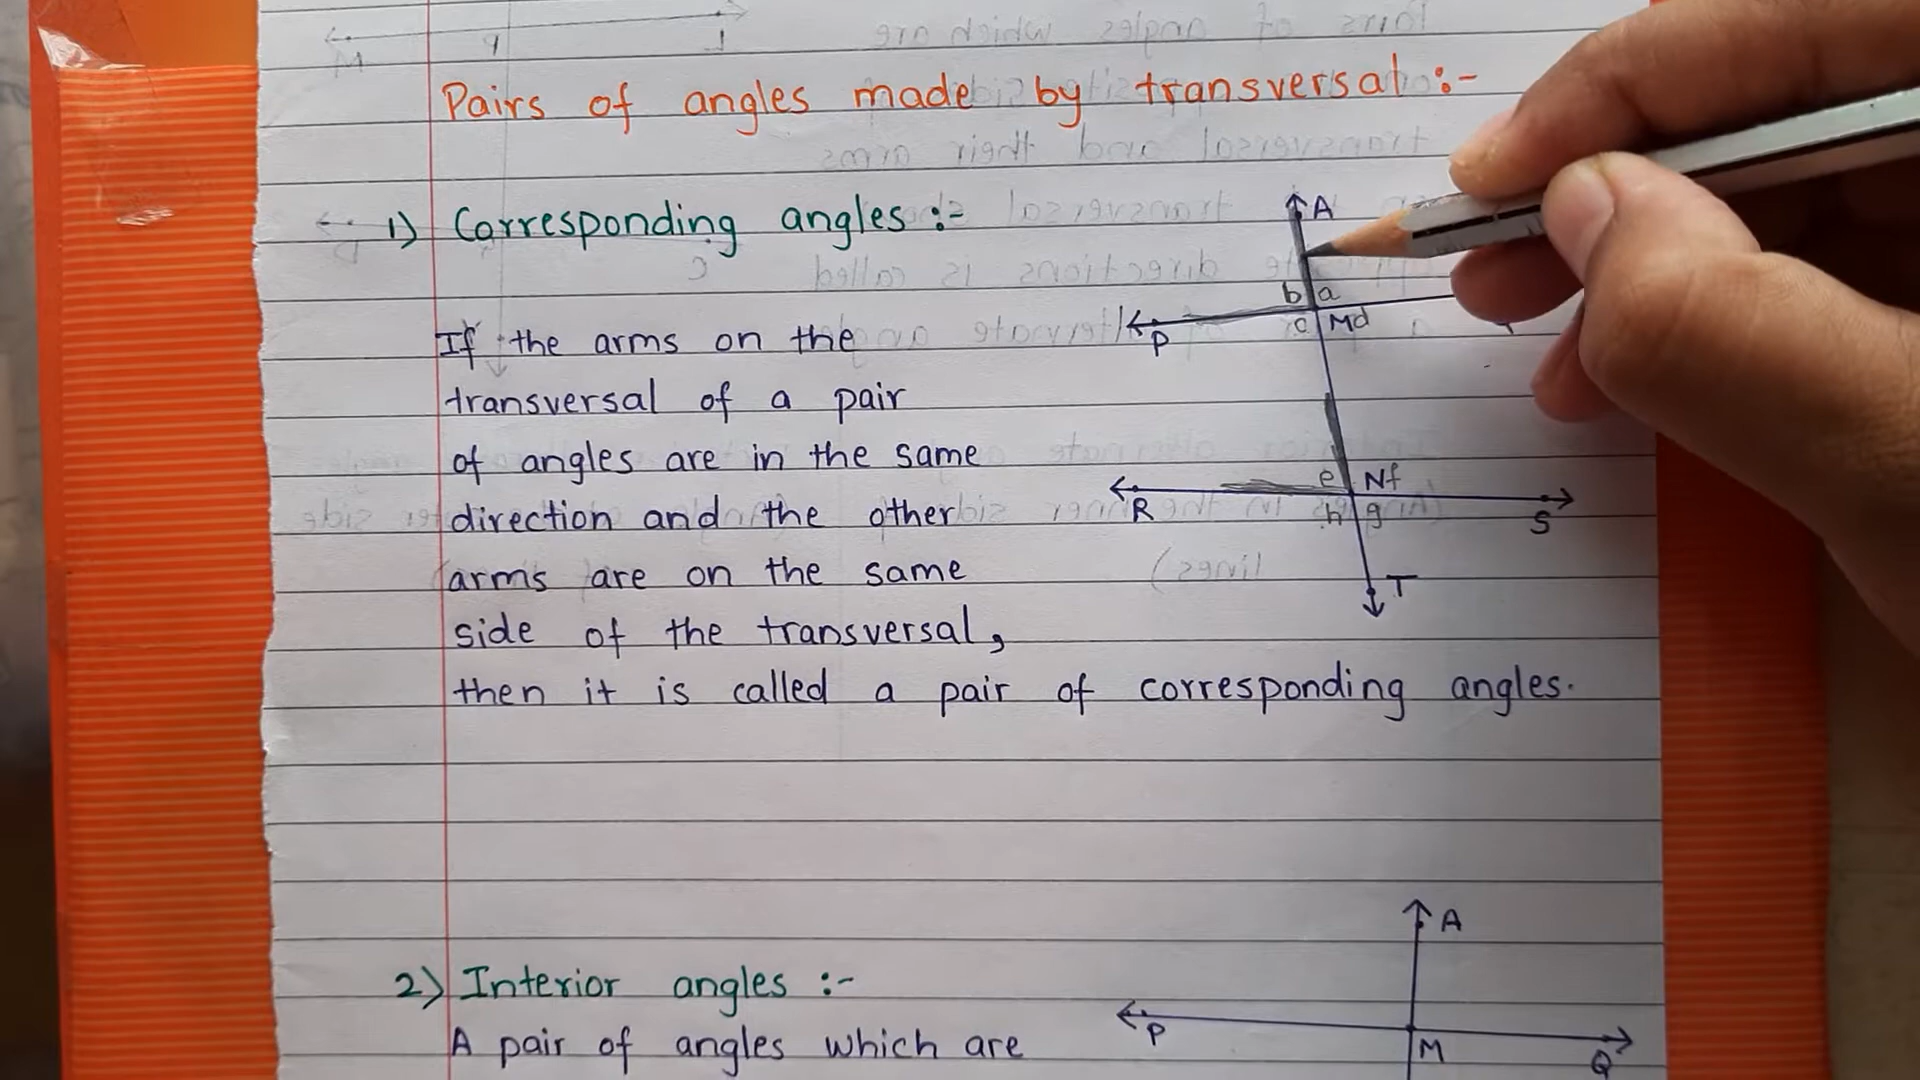 Pairs of angles made by transversal :-
1) Corresponding angles :-
If the arms on the
transversal of a pair
of angles are in the same
direction and the other
arms are on the same
side of the transversal,
then it is called a pair of corresponding angles.
A
b a
P c M d
e N f
R h g S
T
2) Interior angles :-
A pair of angles which are
A
P M Q